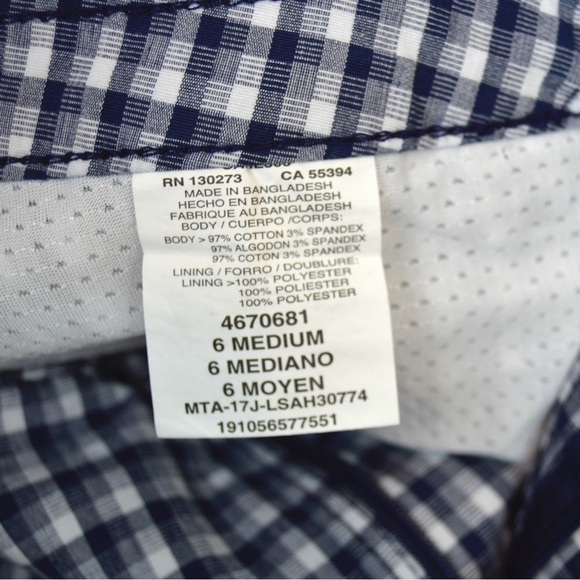 RN 130273 CA 55394
MADE IN BANGLADESH
HECHO EN BANGLADESH
FABRIQUE AU BANGLADESH
BODY / CUERPO /CORPS:
BODY > 97% COTTON 3% SPANDEX
97% ALGODON 3% SPANDEX
97% COTON 3% SPANDEX
LINING / FORRO / DOUBLURE:
LINING >100% POLYESTER
100% POLIESTER
100% POLYESTER
4670681
6 MEDIUM
6 MEDIANO
6 MOYEN
MTA-17J-LSAH30774
191056577551